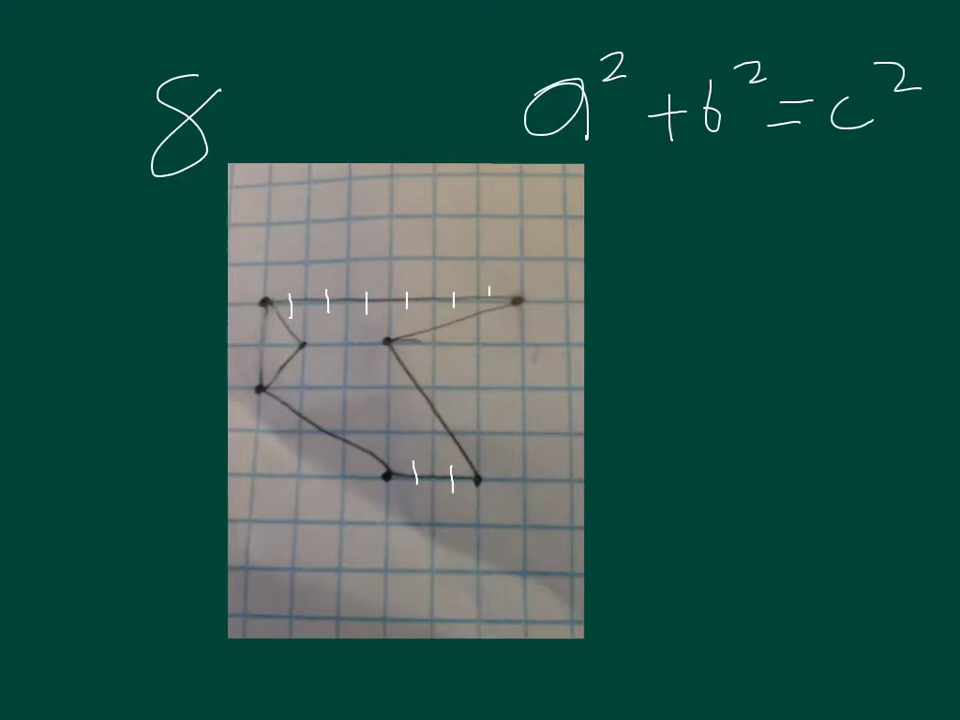 8
a² + b² = c²